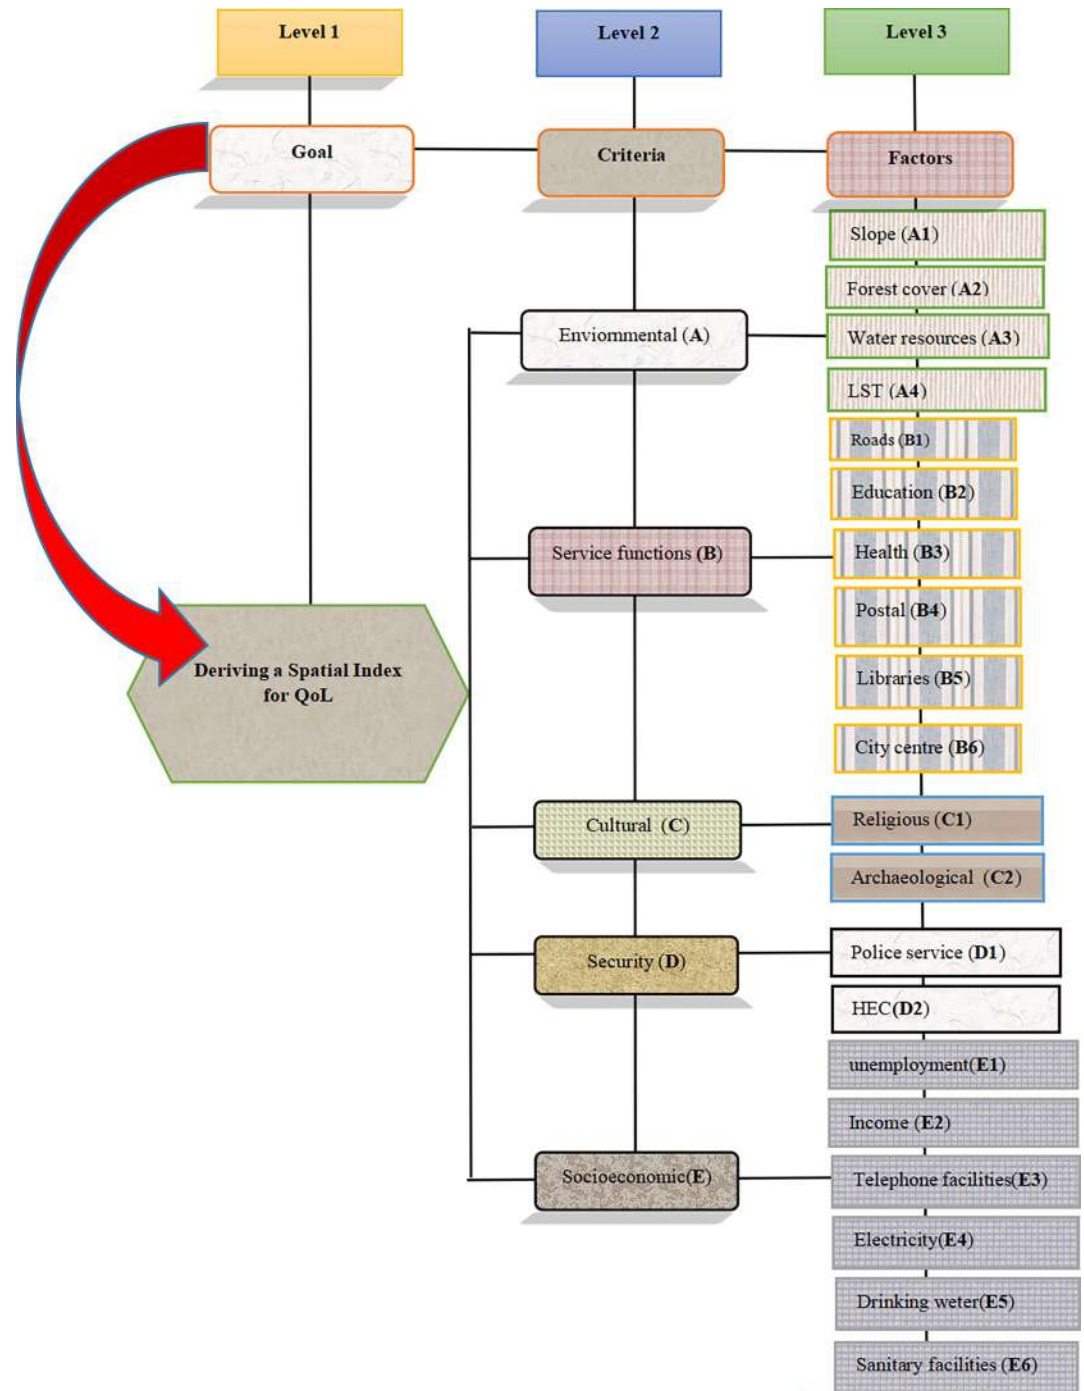 Level 1
Level 2
Level 3
Goal
Criteria
Factors
Slope (A1)
Forest cover (A2)
Enviornmental (A)
Water resources (A3)
LST (A4)
Roads (B1)
Education (B2)
Service functions (B)
Health (B3)
Postal (B4)
Deriving a Spatial Index
for QoL
Libraries (B5)
City centre (B6)
Cultural (C)
Religious (C1)
Archaeological (C2)
Security (D)
Police service (D1)
HEC(D2)
unemployment(E1)
Income (E2)
Socioeconomic(E)
Telephone facilities(E3)
Electricity(E4)
Drinking weter(E5)
Sanitary facilities (E6)